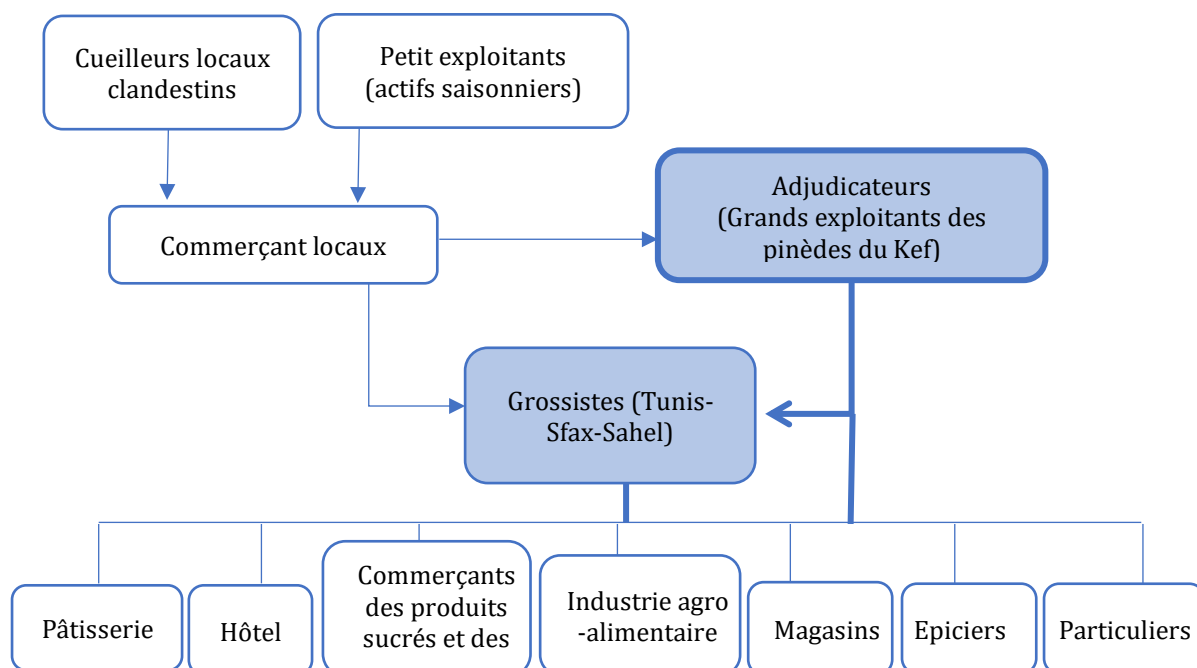 Cueilleurs locaux
clandestins
Petit exploitants
(actifs saisonniers)
Adjudicateurs
(Grands exploitants des
pinèdes du Kef)
Commerçant locaux
Grossistes (Tunis-
Sfax-Sahel)
Pâtisserie
Hôtel
Commerçants
des produits
sucrés et des
Industrie agro
-alimentaire
Magasins
Epiciers
Particuliers